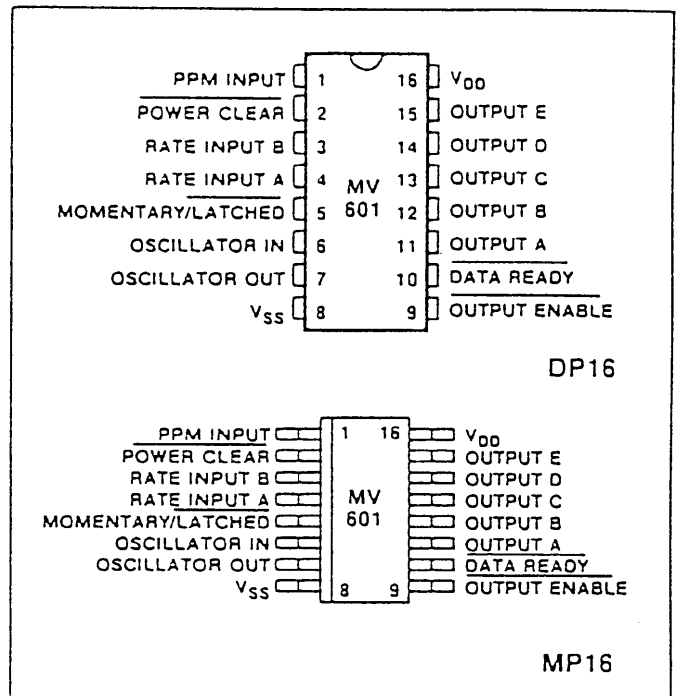 PPM INPUT 1 16 VDD
POWER CLEAR 2 15 OUTPUT E
RATE INPUT B 3 14 OUTPUT D
RATE INPUT A 4 MV 13 OUTPUT C
MOMENTARY/LATCHED 5 601 12 OUTPUT B
OSCILLATOR IN 6 11 OUTPUT A
OSCILLATOR OUT 7 10 DATA READY
VSS 8 9 OUTPUT ENABLE
DP16
PPM INPUT 1 16 VDD
POWER CLEAR OUTPUT E
RATE INPUT B OUTPUT D
RATE INPUT A MV OUTPUT C
MOMENTARY/LATCHED 601 OUTPUT B
OSCILLATOR IN OUTPUT A
OSCILLATOR OUT DATA READY
VSS 8 9 OUTPUT ENABLE
MP16